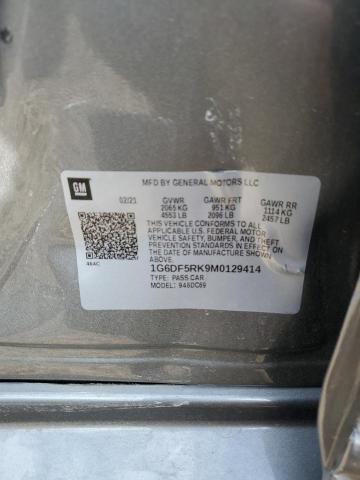 GM
MFD BY GENERAL MOTORS LLC
02/21 GVWR GAWR FRT GAWR RR
2065 KG 951 KG 1114 KG
4553 LB 2096 LB 2457 LB
THIS VEHICLE CONFORMS TO ALL
APPLICABLE U.S. FEDERAL MOTOR
VEHICLE SAFETY, BUMPER, AND THEFT
PREVENTION STANDARDS IN EFFECT ON
THE DATE OF MANUFACTURE SHOWN
ABOVE.
1G6DF5RK9M0129414
TYPE: PASS CAR